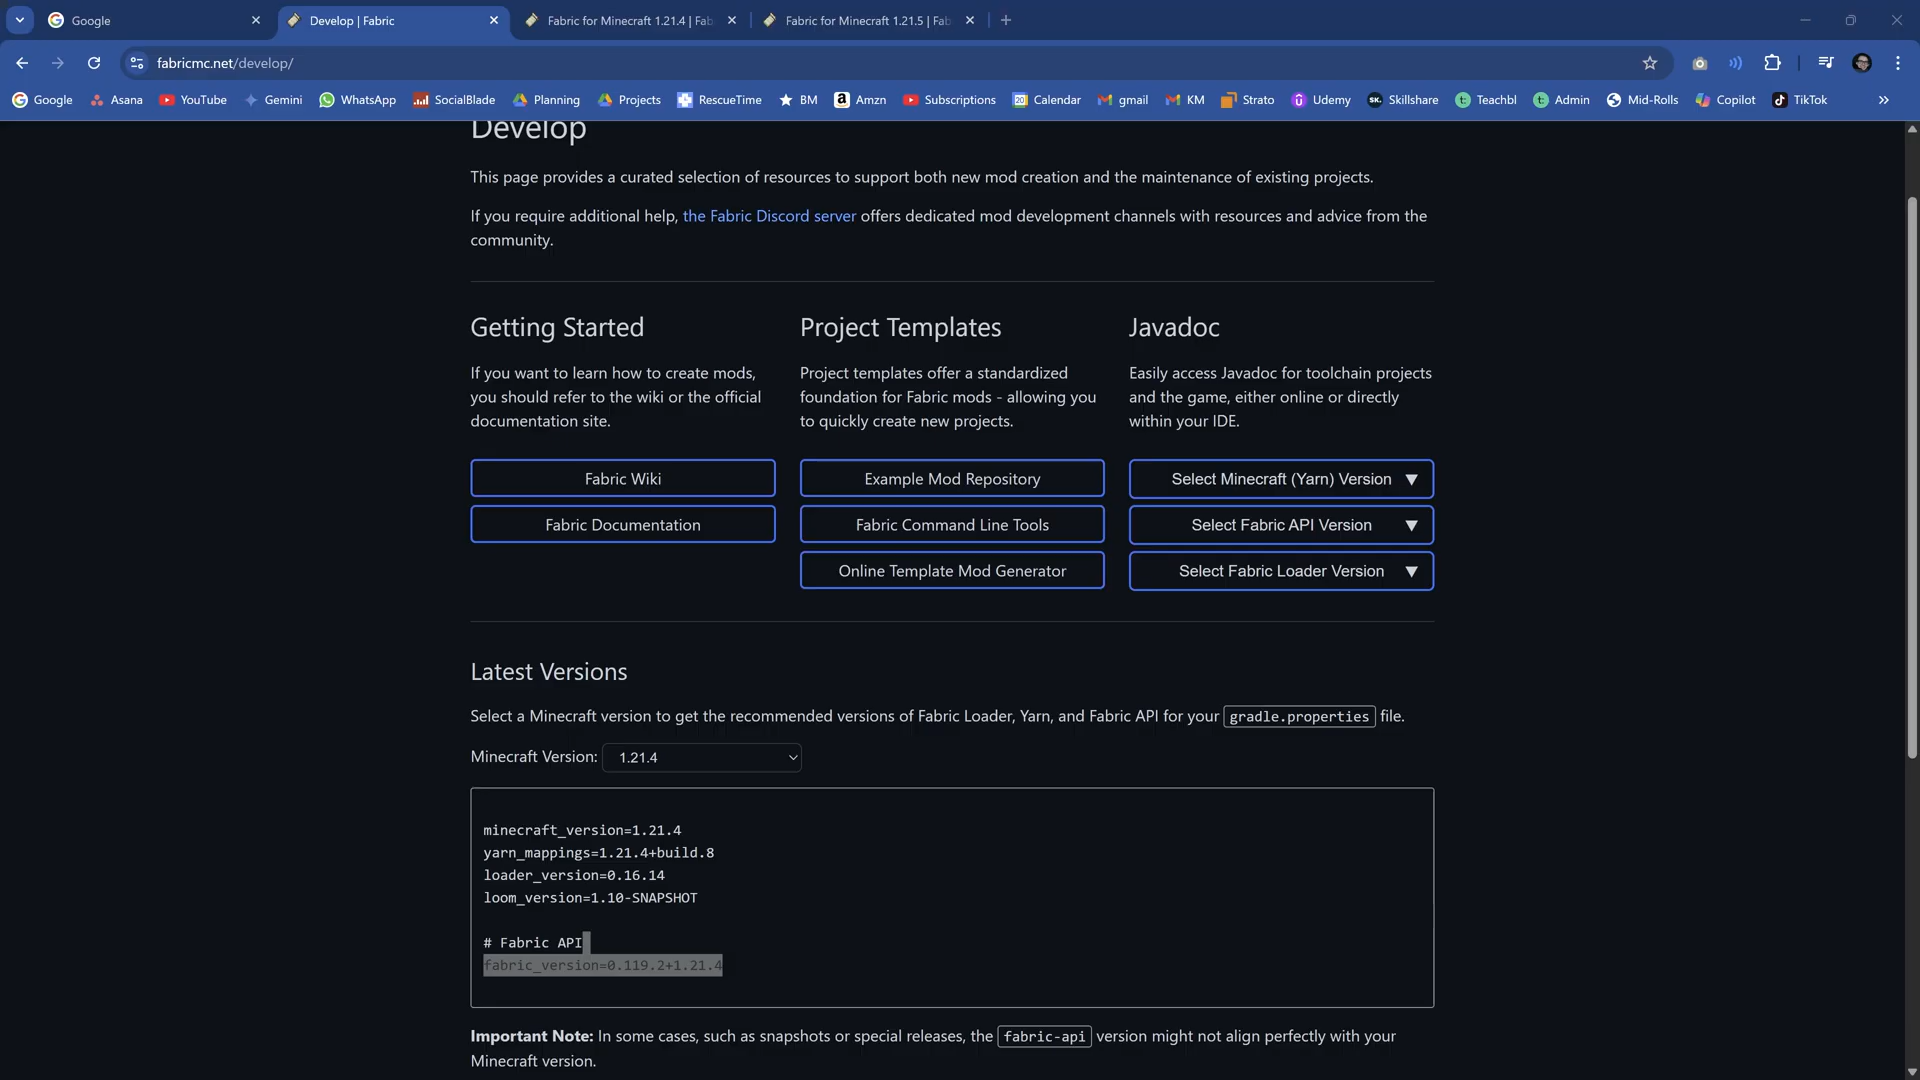 Google
Develop | Fabric
Fabric for Minecraft 1.21.4 | Fab
Fabric for Minecraft 1.21.5 | Fab
fabricmc.net/develop/
Google Asana YouTube Gemini WhatsApp SocialBlade Planning Projects RescueTime BM Amzn Subscriptions Calendar gmail KM Strato Udemy Skillshare Teachbl Admin Mid-Rolls Copilot TikTok
Develop
This page provides a curated selection of resources to support both new mod creation and the maintenance of existing projects.
If you require additional help, the Fabric Discord server offers dedicated mod development channels with resources and advice from the
community.
Getting Started
If you want to learn how to create mods,
you should refer to the wiki or the official
documentation site.
Fabric Wiki
Fabric Documentation
Project Templates
Project templates offer a standardized
foundation for Fabric mods - allowing you
to quickly create new projects.
Example Mod Repository
Fabric Command Line Tools
Online Template Mod Generator
Javadoc
Easily access Javadoc for toolchain projects
and the game, either online or directly
within your IDE.
Select Minecraft (Yarn) Version ▼
Select Fabric API Version ▼
Select Fabric Loader Version ▼
Latest Versions
Select a Minecraft version to get the recommended versions of Fabric Loader, Yarn, and Fabric API for your gradle.properties file.
Minecraft Version: 1.21.4
minecraft_version=1.21.4
yarn_mappings=1.21.4+build.8
loader_version=0.16.14
loom_version=1.10-SNAPSHOT
# Fabric API
fabric_version=0.119.2+1.21.4
Important Note: In some cases, such as snapshots or special releases, the fabric-api version might not align perfectly with your
Minecraft version.